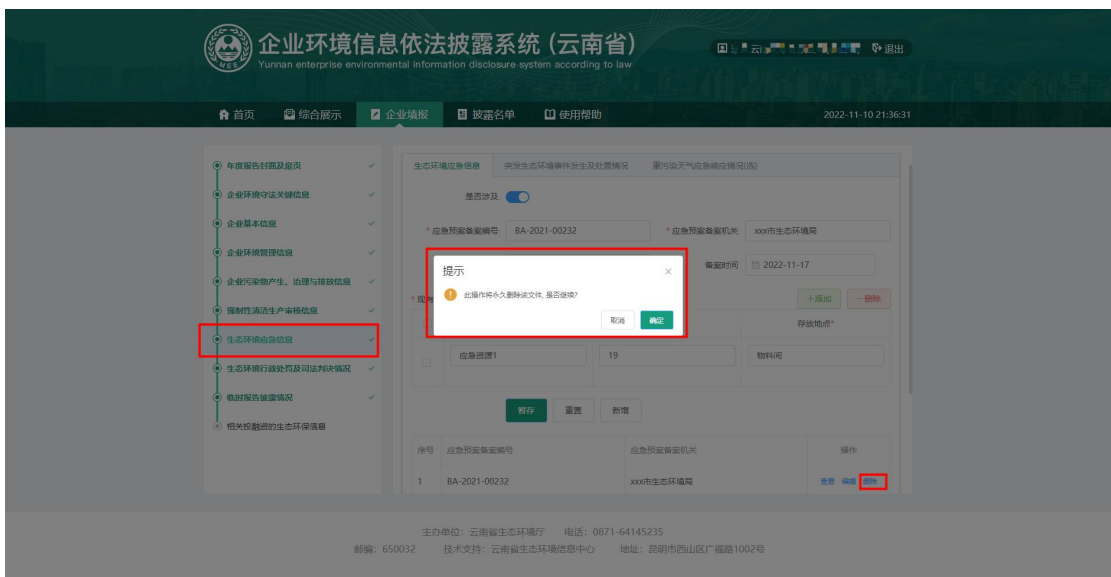 企业环境信息依法披露系统 (云南省)
Yunnan enterprise environmental information disclosure system according to law
MEE
退出
首页 综合展示 企业填报 披露名单 使用帮助 2022-11-10 21:36:31
年度报告封面及扉页
企业环境守法关键信息
企业基本信息
企业环境管理信息
企业污染物产生、治理与排放信息
强制性清洁生产审核信息
生态环境应急信息
生态环境行政处罚及司法判决情况
临时报告披露情况
相关投融资的生态环保信息
生态环境应急信息 突发生态环境事件发生及处置情况 重污染天气应急响应情况(选)
是否涉及
* 应急预案备案编号 BA-2021-00232 * 应急预案备案机关 xxx市生态环境局
备案时间 2022-11-17
提示 ×
此操作将永久删除该文件, 是否继续?
取消 确定
+添加 一删除
存放地点*
应急资源1 19 物料间
暂存 重置 新增
序号 应急预案备案编号 应急预案备案机关 操作
1 BA-2021-00232 xxx市生态环境局 查看 编辑 删除
主办单位: 云南省生态环境厅 电话: 0871-64145235
邮编: 650032 技术支持: 云南省生态环境信息中心 地址: 昆明市西山区广福路1002号